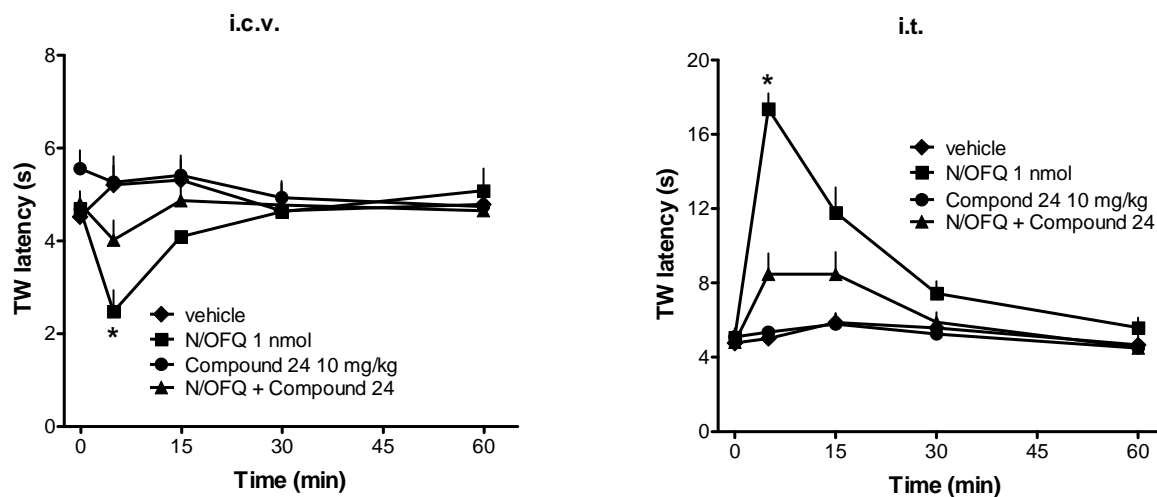 i.c.v.
8
6
4
2
0
TW latency (s)
*
vehicle
N/OFQ 1 nmol
Compound 24 10 mg/kg
N/OFQ + Compound 24
0 15 30 45 60
Time (min)
i.t.
20
16
12
8
4
0
TW latency (s)
*
vehicle
N/OFQ 1 nmol
Compond 24 10 mg/kg
N/OFQ + Compound 24
0 15 30 45 60
Time (min)